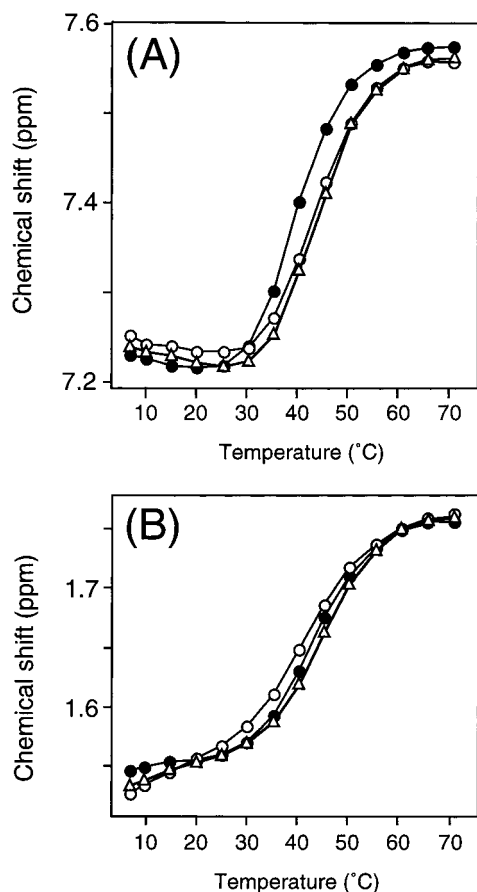 (A)
Chemical shift (ppm)
7.6
7.4
7.2
10 20 30 40 50 60 70
Temperature (°C)
(B)
Chemical shift (ppm)
1.7
1.6
10 20 30 40 50 60 70
Temperature (°C)